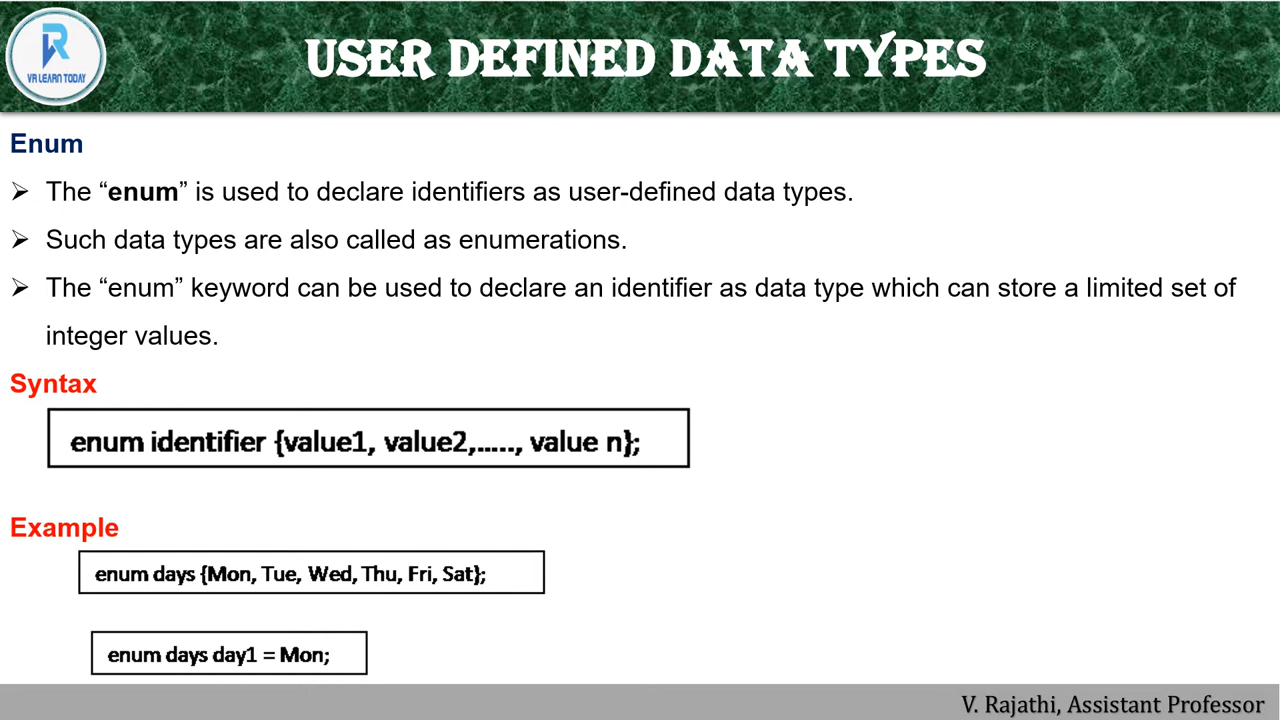 VR LEARN TODAY
USER DEFINED DATA TYPES
Enum
➢ The “enum” is used to declare identifiers as user-defined data types.
➢ Such data types are also called as enumerations.
➢ The “enum” keyword can be used to declare an identifier as data type which can store a limited set of
integer values.
Syntax
enum identifier {value1, value2,....., value n};
Example
enum days {Mon, Tue, Wed, Thu, Fri, Sat};
enum days day1 = Mon;
V. Rajathi, Assistant Professor